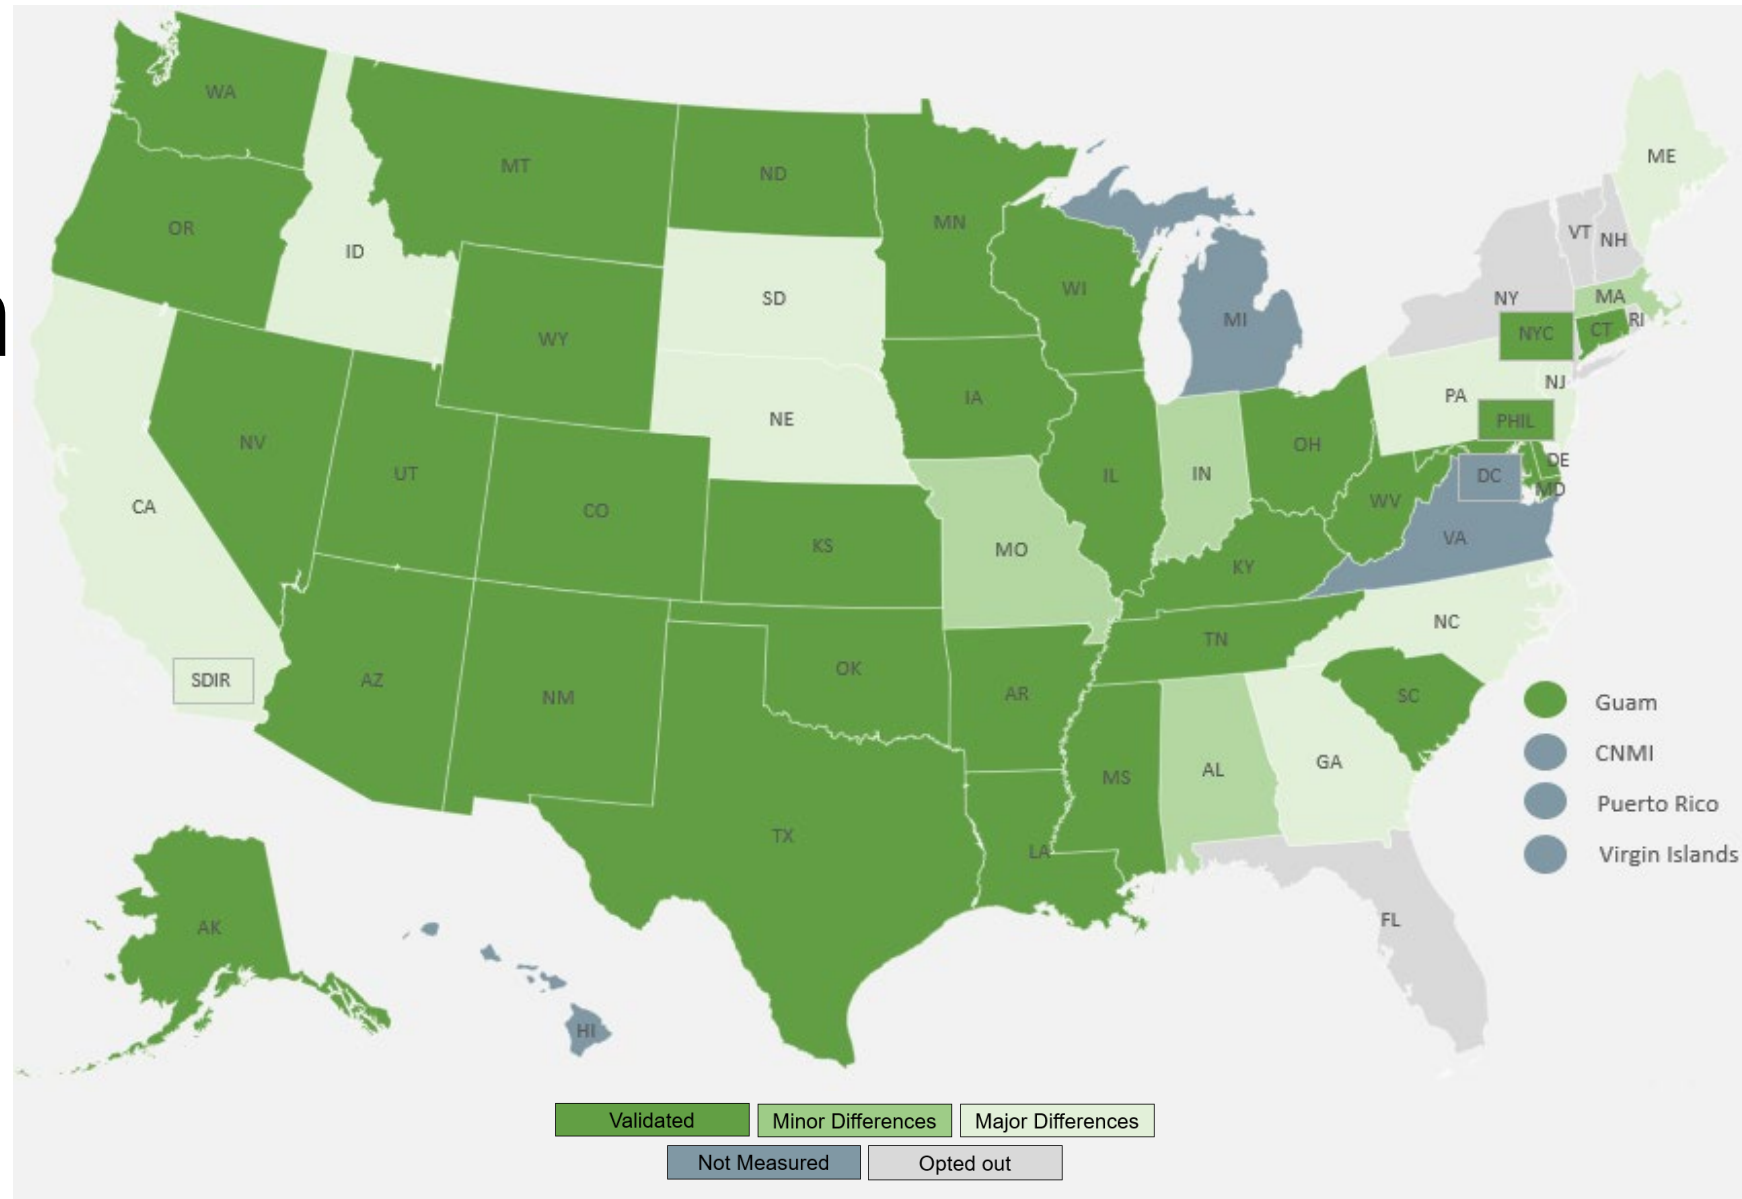 n
WA
MT
ND
MN
ME
OR
ID
SD
WI
MI
VT
NH
NY
MA
RI
NYC
CT
WY
IA
NE
PA
NJ
PHIL
NV
UT
CO
KS
IL
IN
OH
DE
DC
MD
WV
VA
CA
MO
KY
NC
TN
SDIR
AZ
NM
OK
AR
SC
MS
AL
GA
TX
LA
FL
AK
HI
Guam
CNMI
Puerto Rico
Virgin Islands
Validated
Minor Differences
Major Differences
Not Measured
Opted out